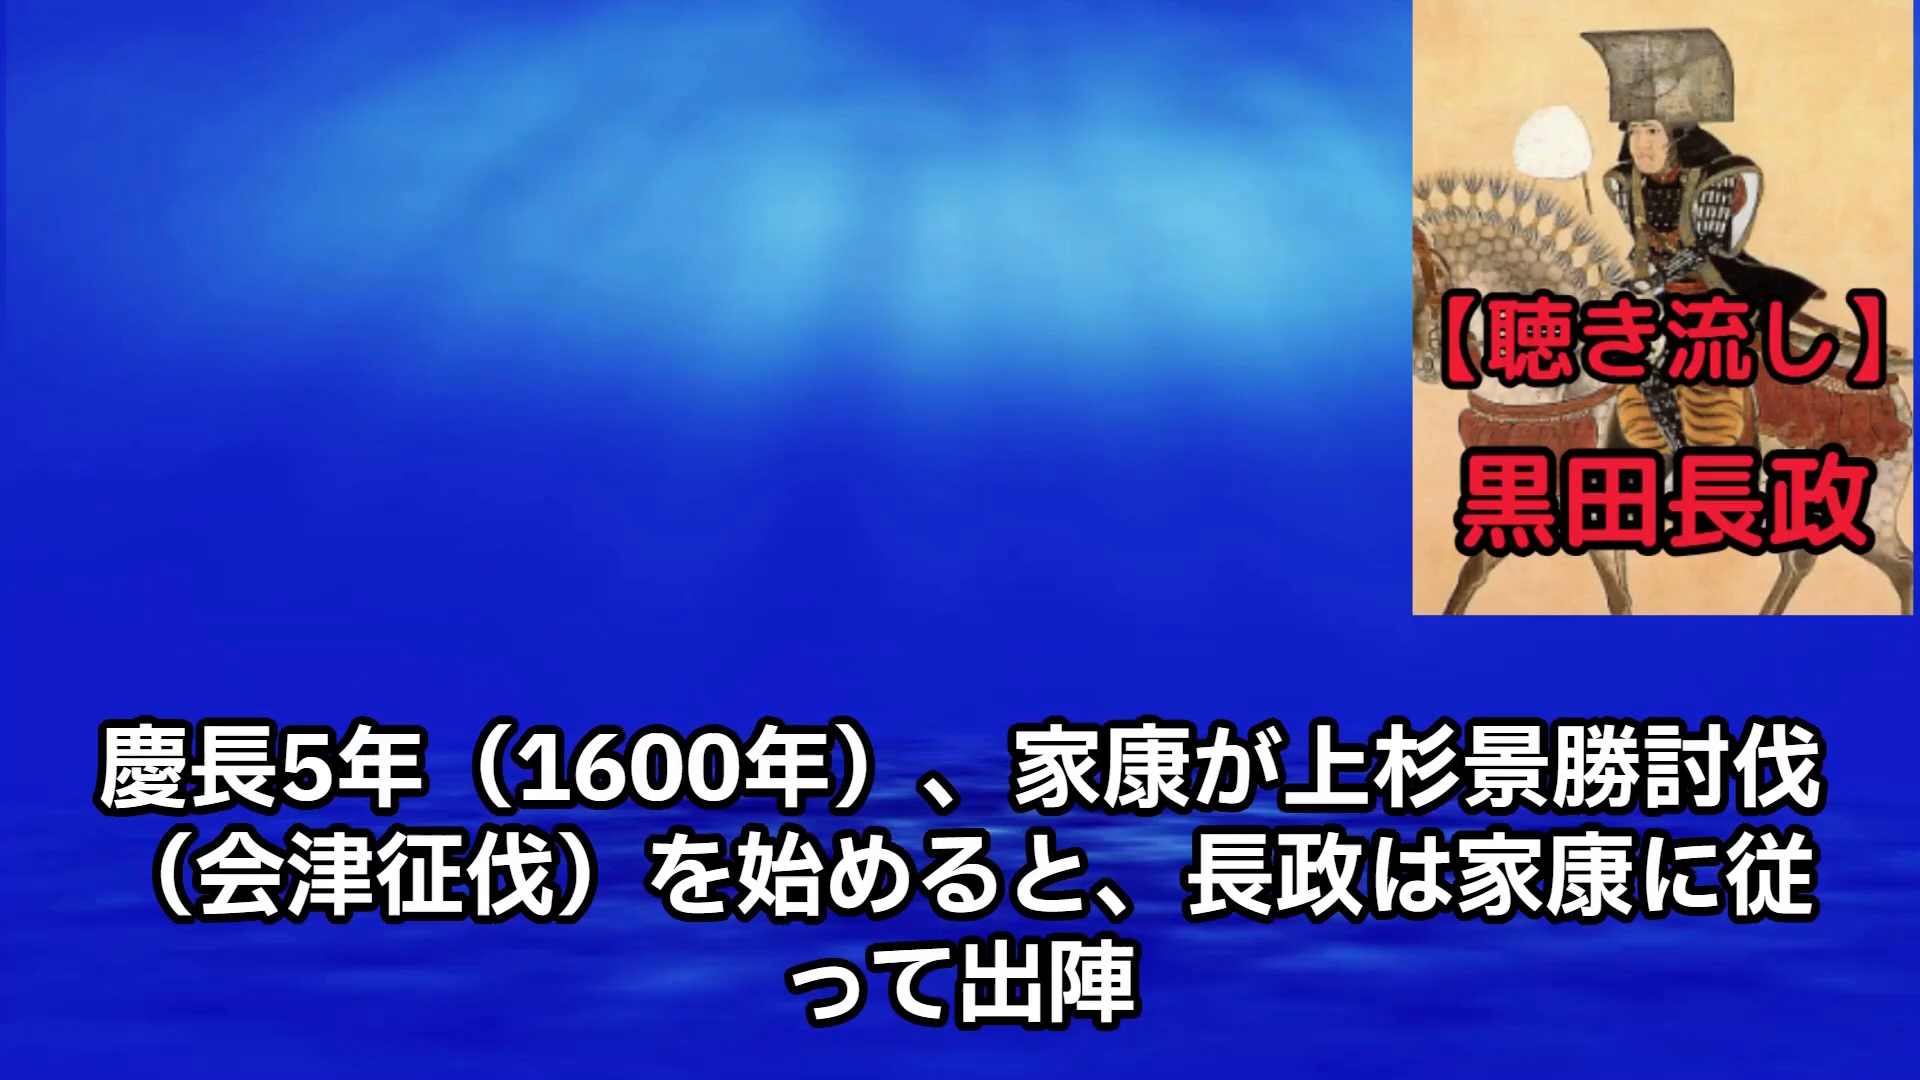 【聴き流し】
黒田長政
慶長5年（1600年）、家康が上杉景勝討伐
（会津征伐）を始めると、長政は家康に従
って出陣